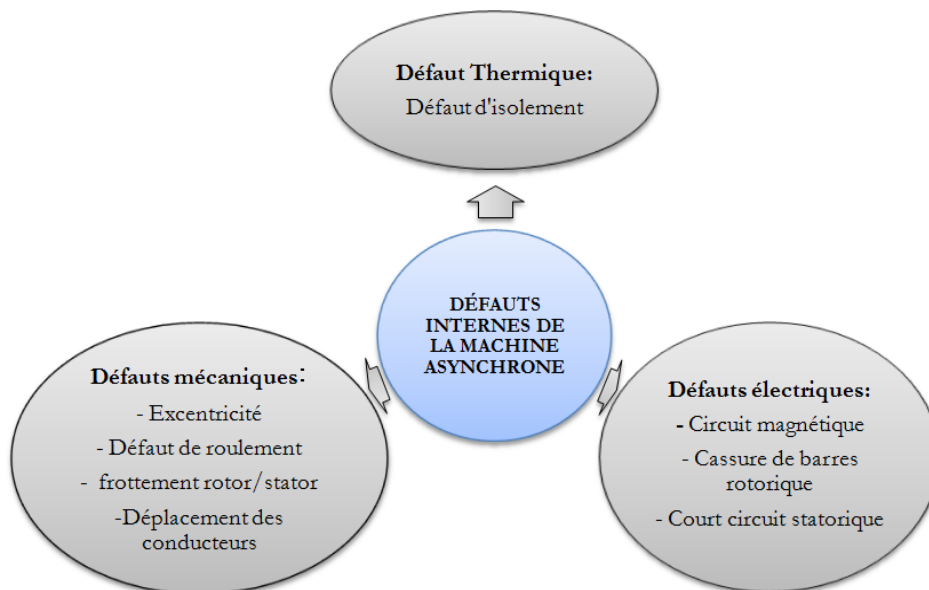 Défaut Thermique:
Défaut d'isolement
DÉFAUTS
INTERNES DE
LA MACHINE
ASYNCHRONE
Défauts mécaniques:
- Excentricité
- Défaut de roulement
- frottement rotor/stator
-Déplacement des
conducteurs
Défauts électriques:
- Circuit magnétique
- Cassure de barres
rotorique
- Court circuit statorique